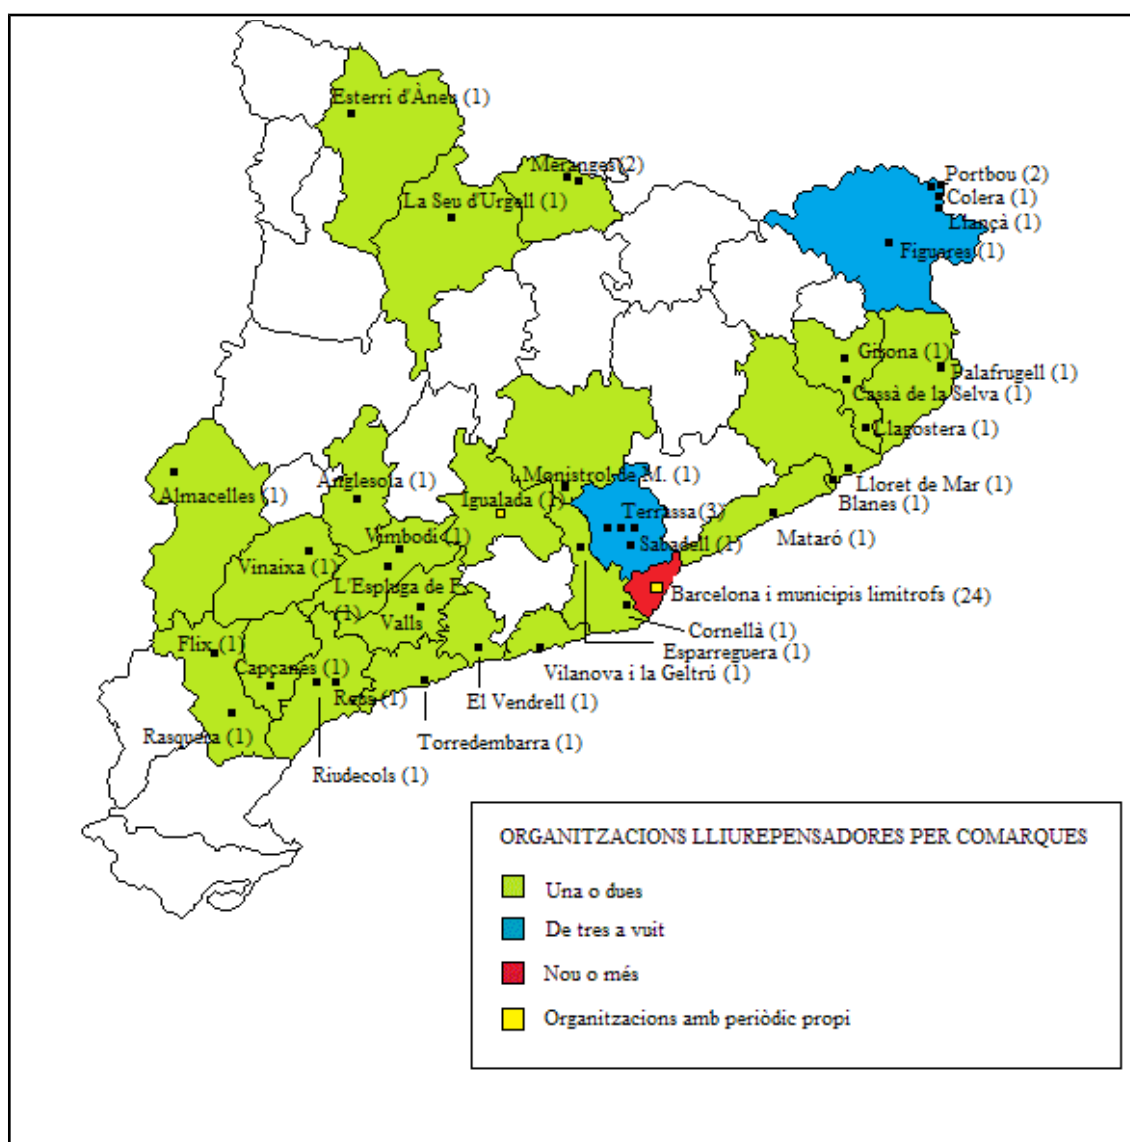 Esterri d'Àneu (1)
Meranges (2)
La Seu d'Urgell (1)
Portbou (2)
Colera (1)
Llançà (1)
Figueres (1)
Girona (1)
Palafrugell (1)
Cassà de la Selva (1)
Llagostera (1)
Lloret de Mar (1)
Blanes (1)
Mataró (1)
Monistrol de M. (1)
Anglesola (1)
Almacelles (1)
Igualada (1)
Terrassa (3)
Sabadell (1)
Vimbodí (1)
Vinaixa (1)
L'Espluga de F.
(1)
Barcelona i municipis limítrofs (24)
Valls
Cornellà (1)
Esparreguera (1)
Flix (1)
Capçanes (1)
F
Reus (1)
Vilanova i la Geltrú (1)
El Vendrell (1)
Rasquera (1)
Torredembarra (1)
Riudecols (1)
ORGANITZACIONS LLIUREPENSADORES PER COMARQUES
Una o dues
De tres a vuit
Nou o més
Organitzacions amb periòdic propi